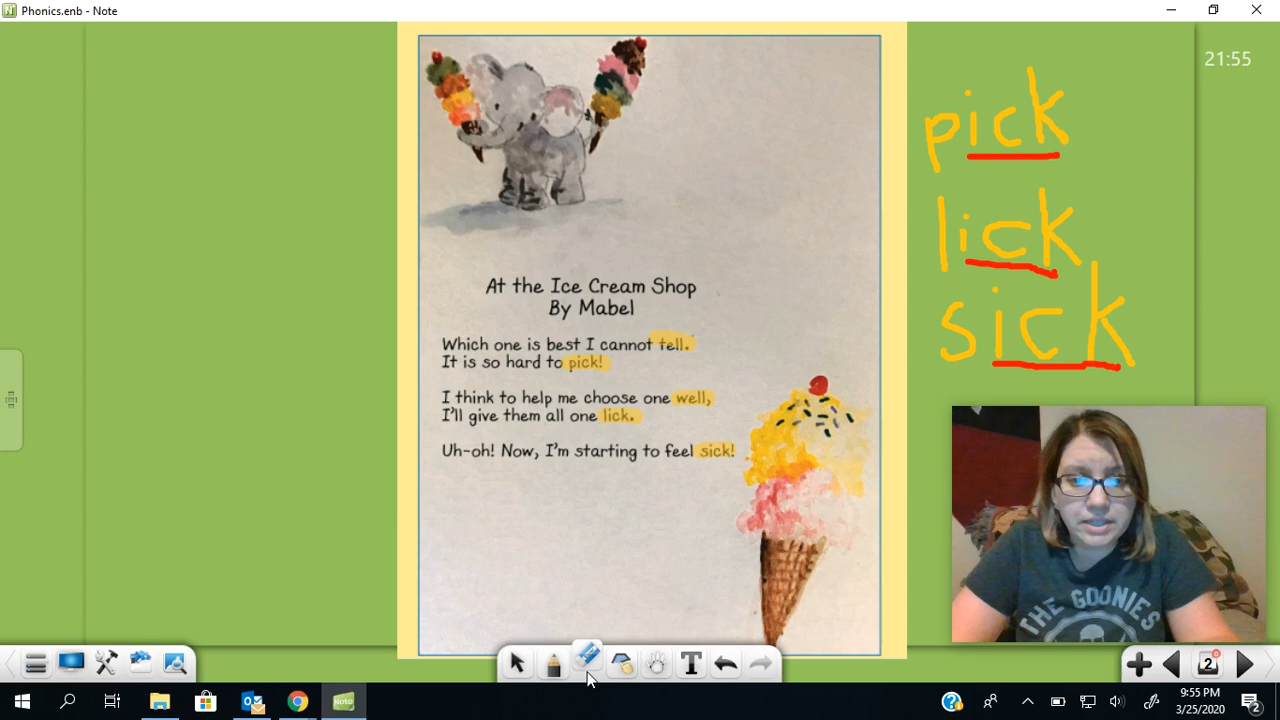 Phonics.enb - Note
21:55
pick
lick
sick
At the Ice Cream Shop
By Mabel
Which one is best I cannot tell.
It is so hard to pick!
I think to help me choose one well,
I'll give them all one lick.
Uh-oh! Now, I'm starting to feel sick!
THE GOONIES
T
2
9:55 PM
3/25/2020
2